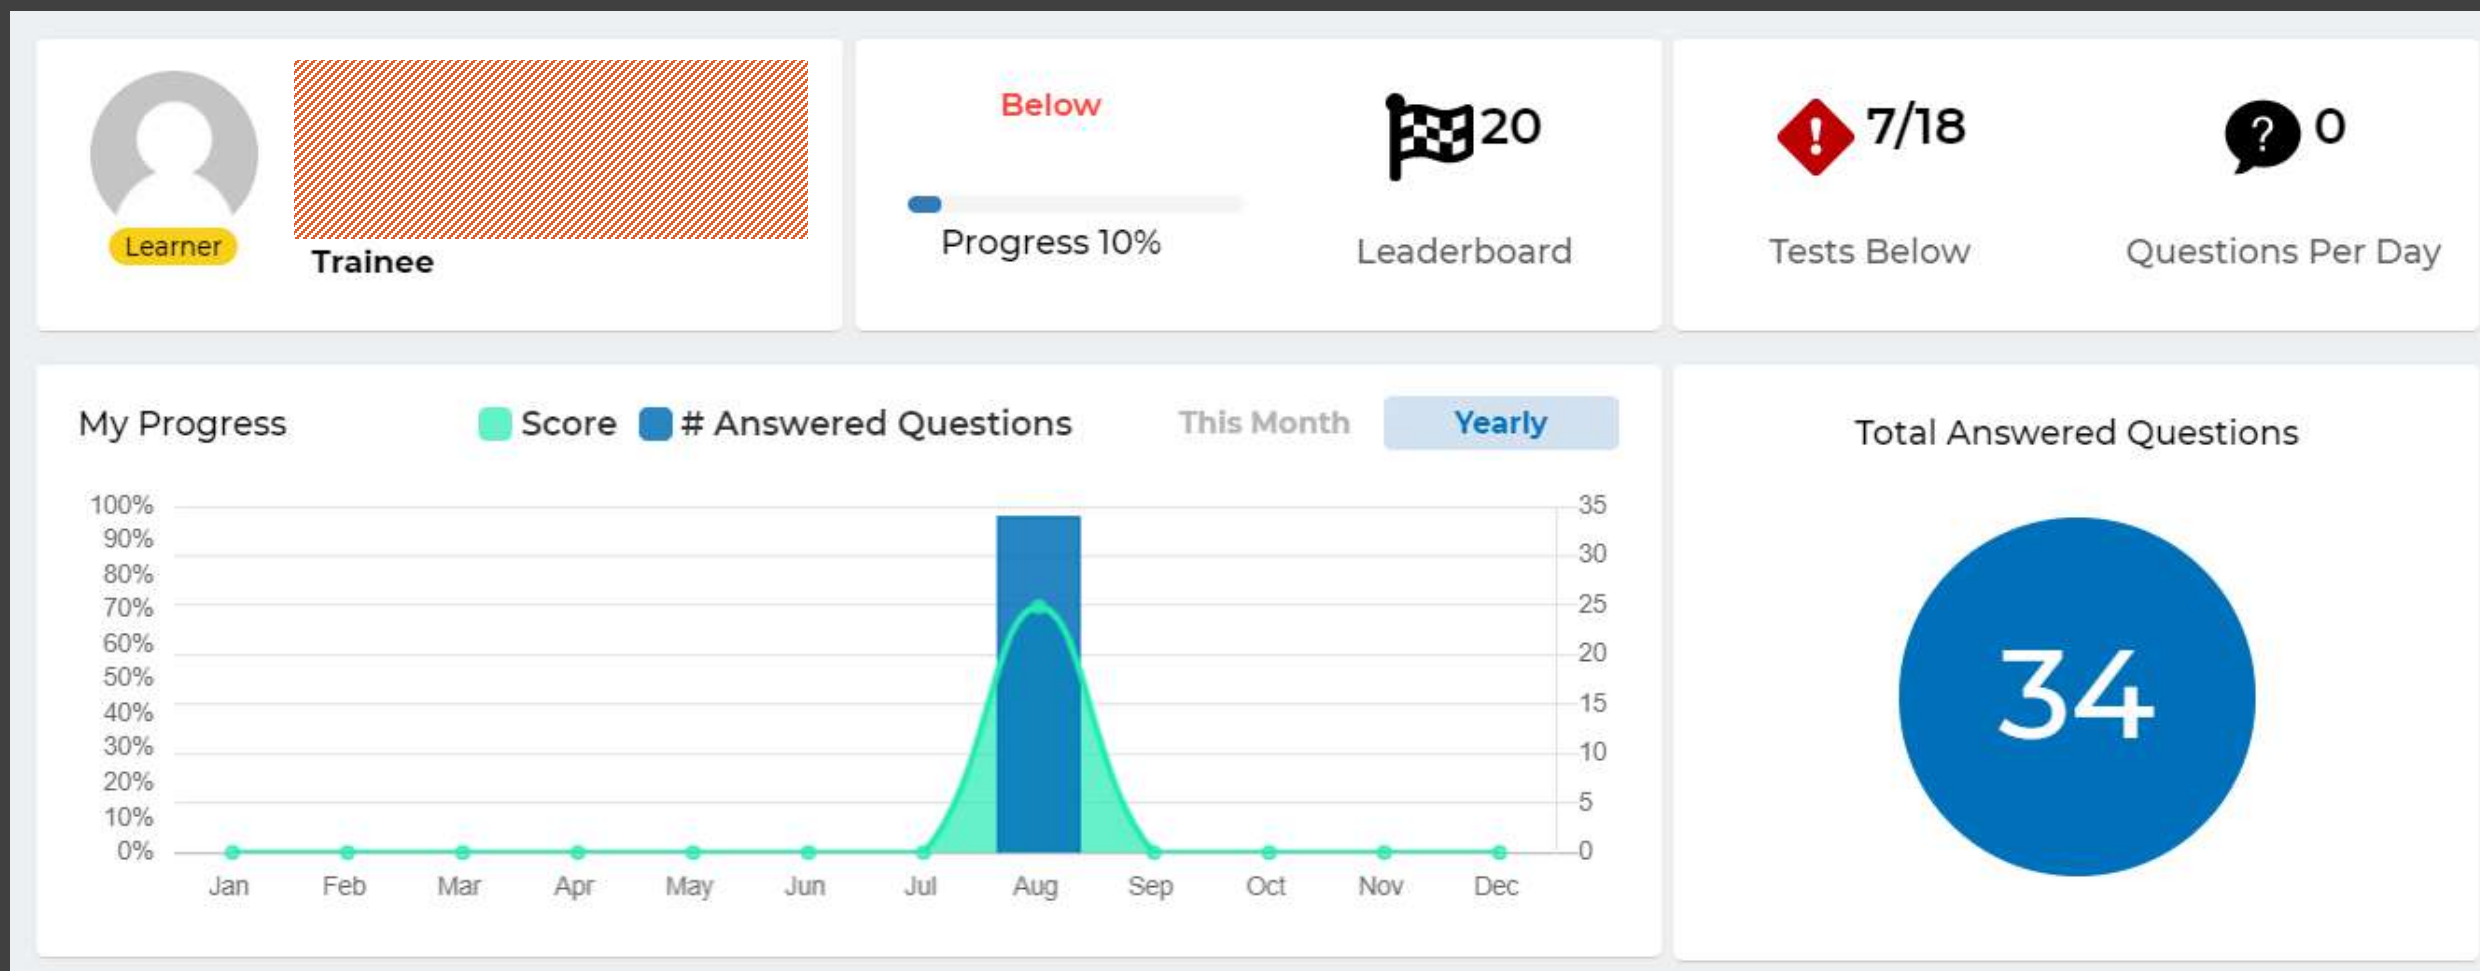 Learner
Trainee
Below
Progress 10%
20
Leaderboard
7/18
Tests Below
0
Questions Per Day
My Progress
Score
# Answered Questions
This Month
Yearly
100%
90%
80%
70%
60%
50%
40%
30%
20%
10%
0%
35
30
25
20
15
10
5
0
Jan Feb Mar Apr May Jun Jul Aug Sep Oct Nov Dec
Total Answered Questions
34